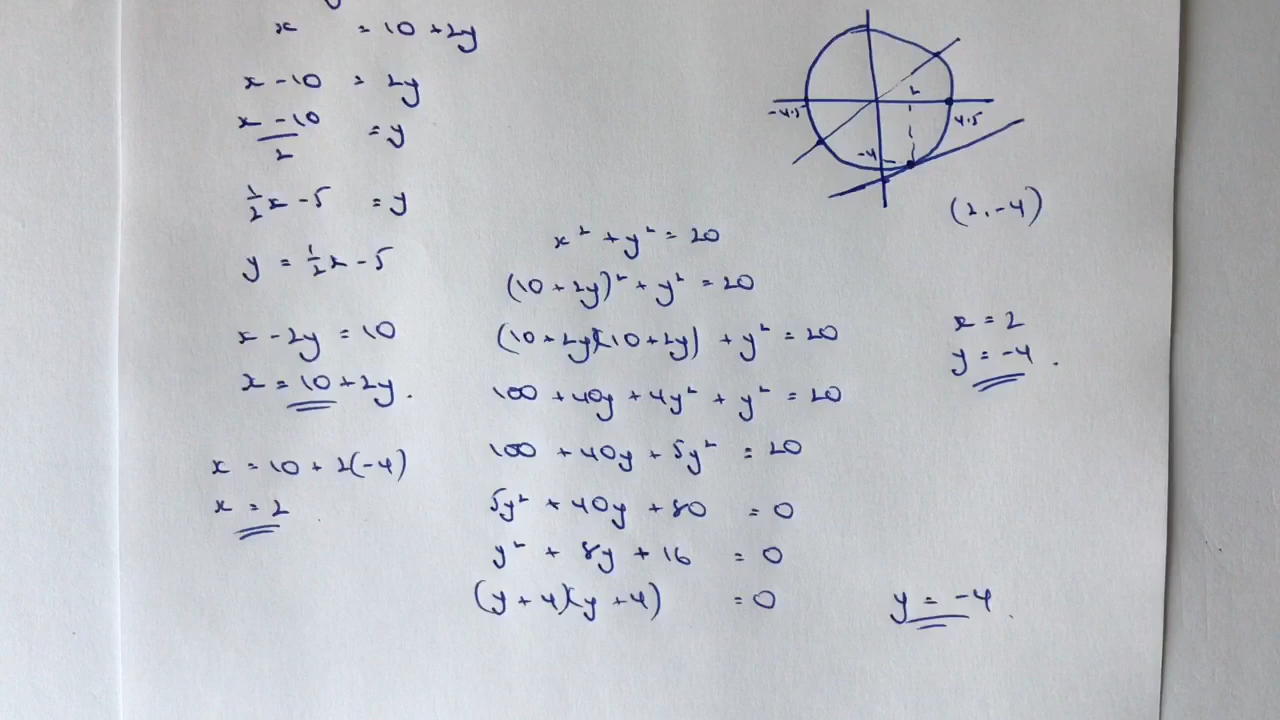 x = 10 + 2y
x - 10 = 2y
x - 10 / 2 = y
1/2 x - 5 = y
y = 1/2 x - 5
x - 2y = 10
x = 10 + 2y.
x = 10 + 2(-4)
x = 2
x² + y² = 20
(10 + 2y)² + y² = 20
(10 + 2y)(10 + 2y) + y² = 20
100 + 40y + 4y² + y² = 20
100 + 40y + 5y² = 20
5y² + 40y + 80 = 0
y² + 8y + 16 = 0
(y + 4)(y + 4) = 0
y = -4.
2
-4.5
4.5
-4
(2, -4)
x = 2
y = -4.